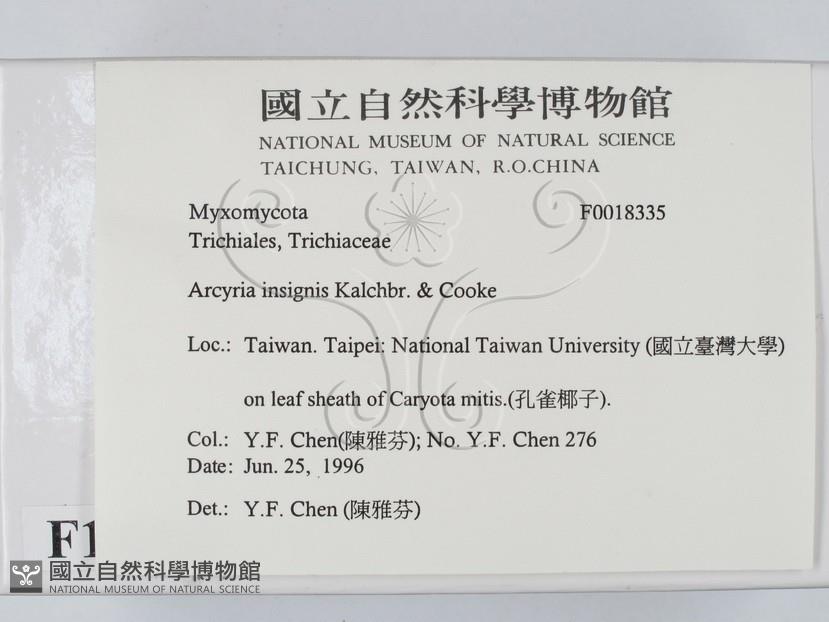 國立自然科學博物館
NATIONAL MUSEUM OF NATURAL SCIENCE
TAICHUNG, TAIWAN, R.O.CHINA
Myxomycota F0018335
Trichiales, Trichiaceae
Arcyria insignis Kalchbr. & Cooke
Loc.: Taiwan. Taipei: National Taiwan University (國立臺灣大學)
on leaf sheath of Caryota mitis.(孔雀椰子).
Col.: Y.F. Chen(陳雅芬); No. Y.F. Chen 276
Date: Jun. 25, 1996
Det.: Y.F. Chen (陳雅芬)
F1
國立自然科學博物館
NATIONAL MUSEUM OF NATURAL SCIENCE